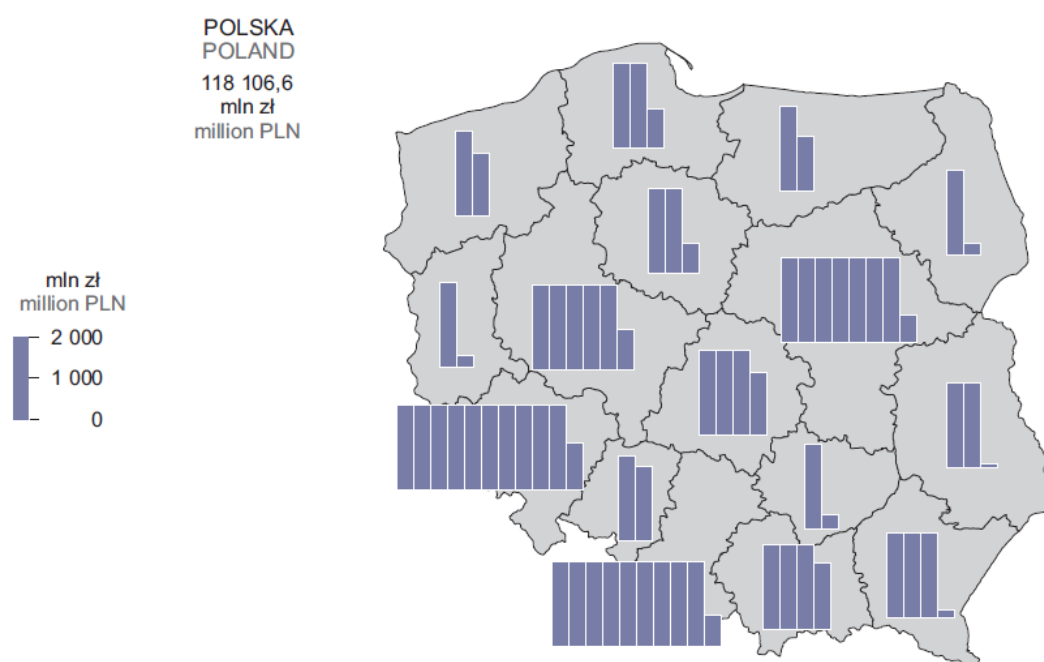 POLSKA
POLAND
118 106,6
mln zł
million PLN
mln zł
million PLN
2 000
1 000
0